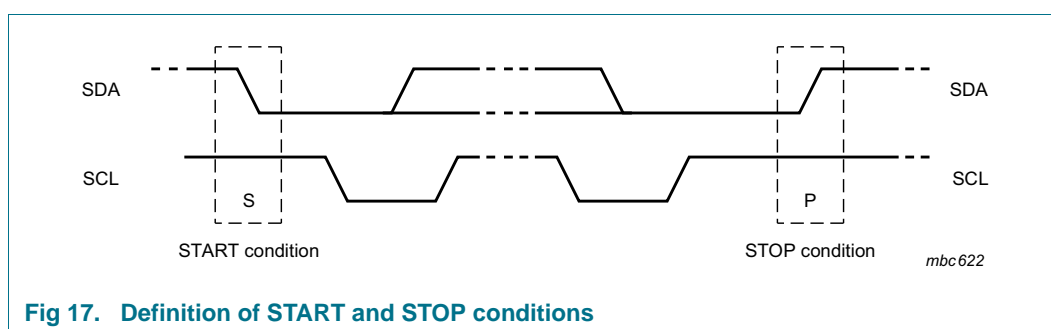 SDA
SDA
SCL
SCL
S
P
START condition
STOP condition
mbc622
Fig 17. Definition of START and STOP conditions